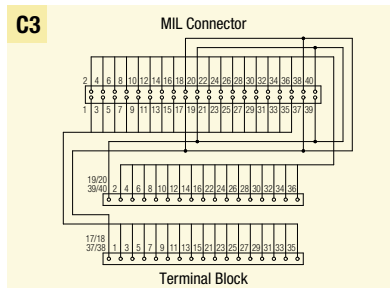 C3
MIL Connector
2 4 6 8 10 12 14 16 18 20 22 24 26 28 30 32 34 36 38 40
1 3 5 7 9 11 13 15 17 19 21 23 25 27 29 31 33 35 37 39
19/20
39/40 2 4 6 8 10 12 14 16 22 24 26 28 30 32 34 36
17/18
37/38 1 3 5 7 9 11 13 15 21 23 25 27 29 31 33 35
Terminal Block